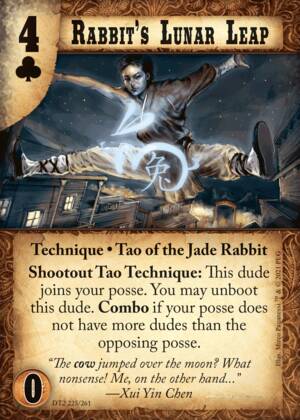 4
RABBIT'S LUNAR LEAP
兔
Technique • Tao of the Jade Rabbit
Shootout Tao Technique: This dude
joins your posse. You may unboot
this dude. Combo if your posse does
not have more dudes than the
opposing posse.
"The cow jumped over the moon? What
nonsense! Me, on the other hand..."
—Xui Yin Chen
0
DT2 225/261